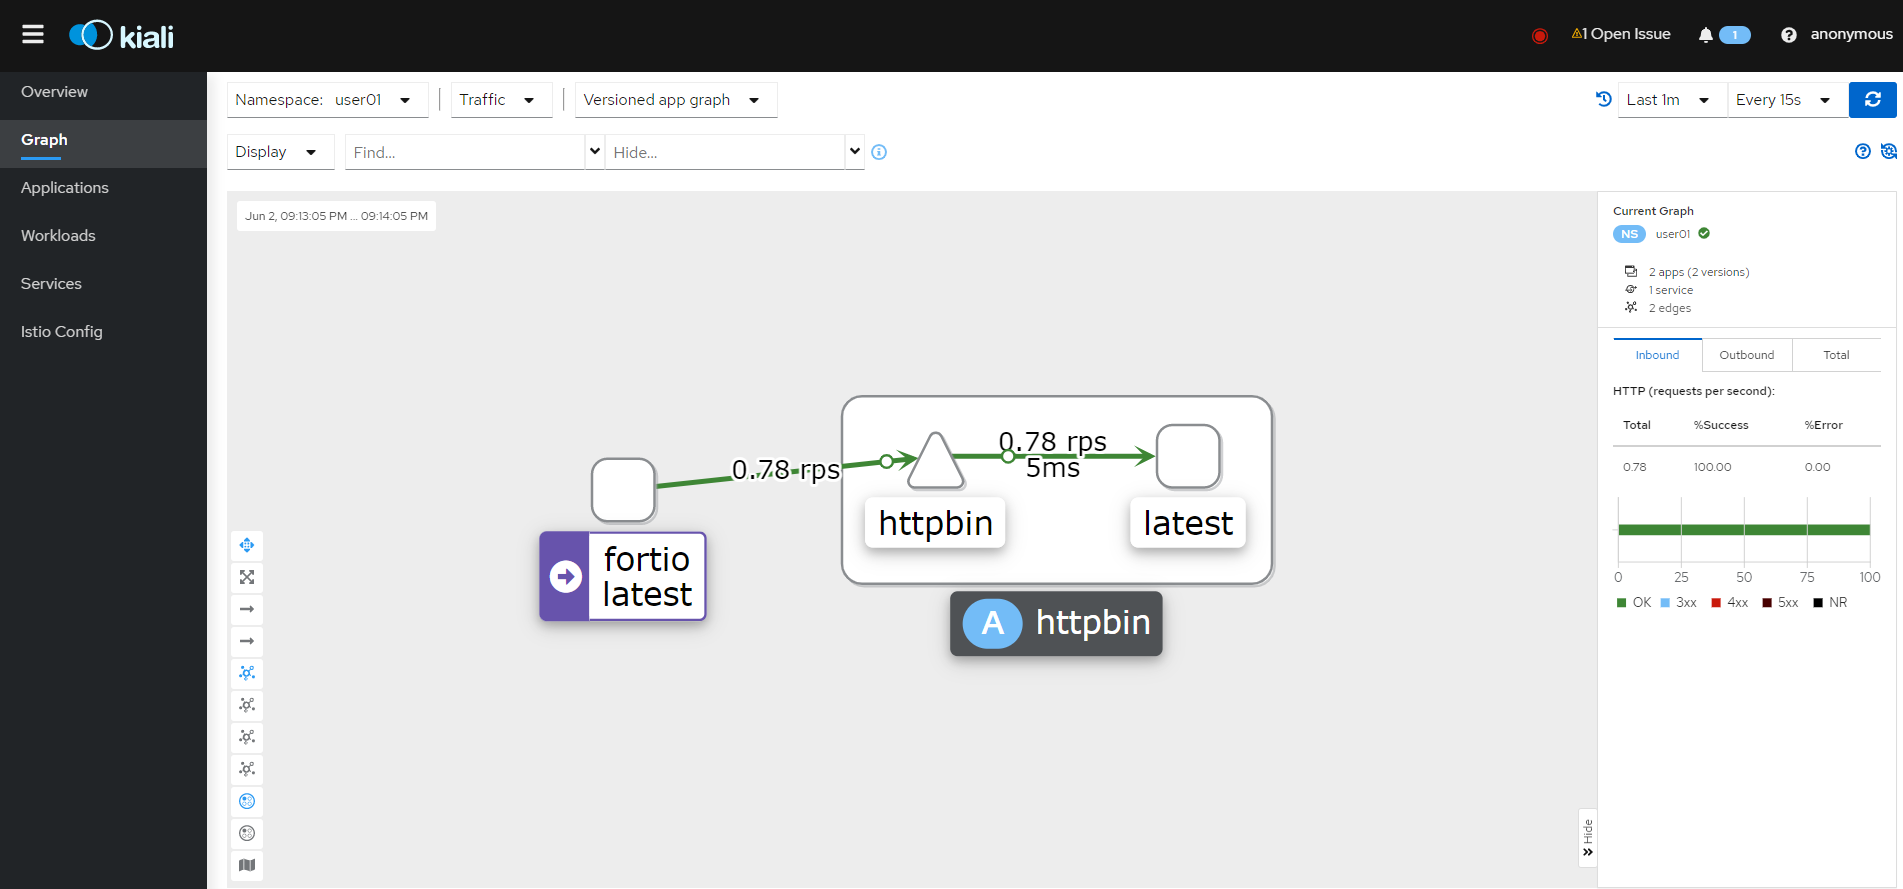 kiali
1 Open Issue
1
anonymous
Overview
Graph
Applications
Workloads
Services
Istio Config
Namespace: user01
Traffic
Versioned app graph
Last 1m
Every 15s
Display
Find...
Hide...
Jun 2, 09:13:05 PM ... 09:14:05 PM
0.78 rps
0.78 rps
5ms
httpbin
latest
fortio
latest
A httpbin
Hide
Current Graph
NS user01
2 apps (2 versions)
1 service
2 edges
Inbound Outbound Total
HTTP (requests per second):
Total %Success %Error
0.78 100.00 0.00
0 25 50 75 100
OK 3xx 4xx 5xx NR